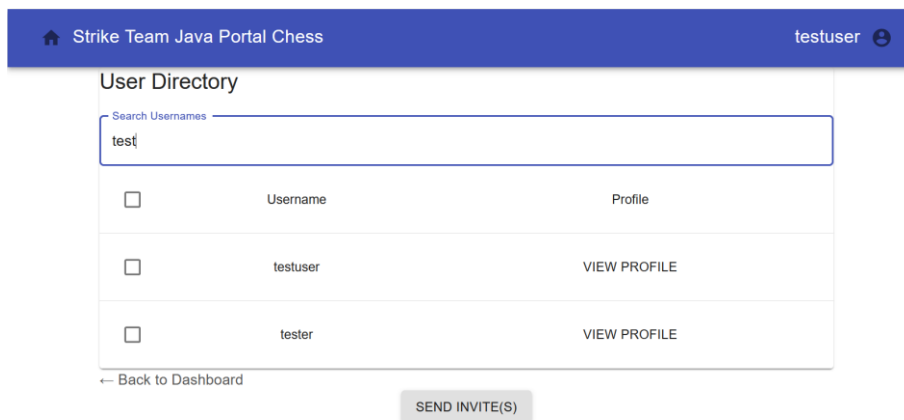 Strike Team Java Portal Chess testuser
User Directory
Search Usernames
test
Username Profile
testuser VIEW PROFILE
tester VIEW PROFILE
← Back to Dashboard
SEND INVITE(S)